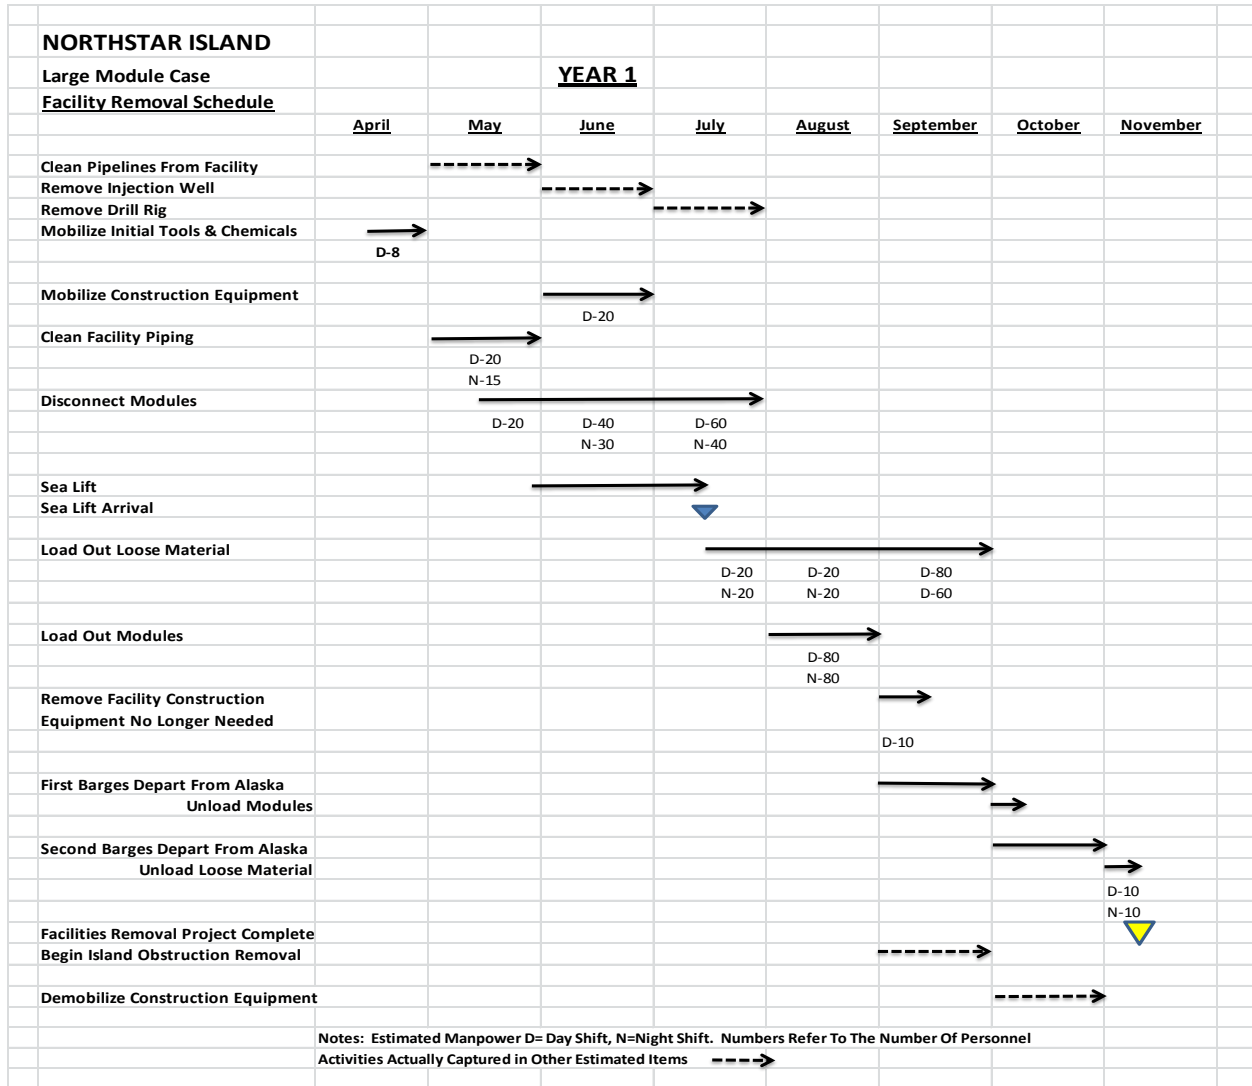 NORTHSTAR ISLAND
Large Module Case YEAR 1
Facility Removal Schedule
April May June July August September October November
Clean Pipelines From Facility
Remove Injection Well
Remove Drill Rig
Mobilize Initial Tools & Chemicals
D-8
Mobilize Construction Equipment
D-20
Clean Facility Piping
D-20
N-15
Disconnect Modules
D-20 D-40 D-60
N-30 N-40
Sea Lift
Sea Lift Arrival
Load Out Loose Material
D-20 D-20 D-80
N-20 N-20 D-60
Load Out Modules
D-80
N-80
Remove Facility Construction
Equipment No Longer Needed
D-10
First Barges Depart From Alaska
Unload Modules
Second Barges Depart From Alaska
Unload Loose Material
D-10
N-10
Facilities Removal Project Complete
Begin Island Obstruction Removal
Demobilize Construction Equipment
Notes: Estimated Manpower D= Day Shift, N=Night Shift. Numbers Refer To The Number Of Personnel
Activities Actually Captured in Other Estimated Items